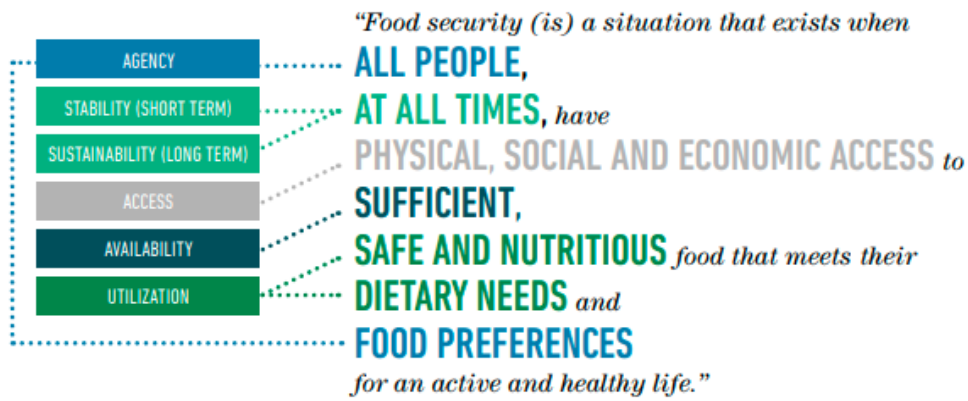 “Food security (is) a situation that exists when
AGENCY
ALL PEOPLE,
STABILITY (SHORT TERM)
AT ALL TIMES, have
SUSTAINABILITY (LONG TERM)
PHYSICAL, SOCIAL AND ECONOMIC ACCESS to
ACCESS
SUFFICIENT,
AVAILABILITY
SAFE AND NUTRITIOUS food that meets their
UTILIZATION
DIETARY NEEDS and
FOOD PREFERENCES
for an active and healthy life.”